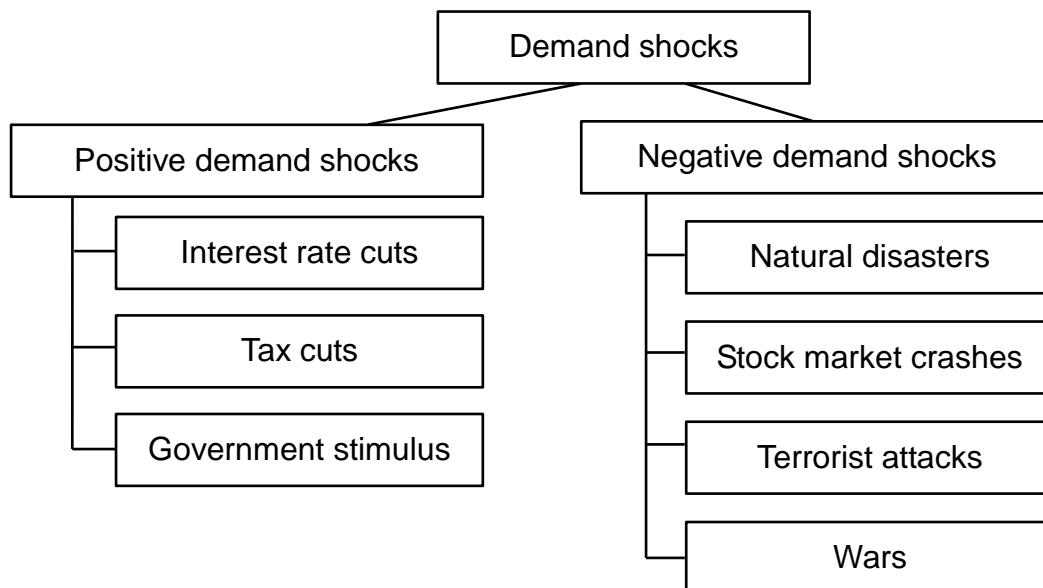 Demand shocks
Positive demand shocks
Interest rate cuts
Tax cuts
Government stimulus
Negative demand shocks
Natural disasters
Stock market crashes
Terrorist attacks
Wars